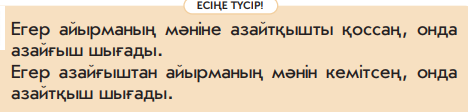 ЕСІҢЕ ТҮСІР!
Егер айырманың мәніне азайтқышты қоссаң, онда
азайғыш шығады.
Егер азайғыштан айырманың мәнін кемітсең, онда
азайтқыш шығады.